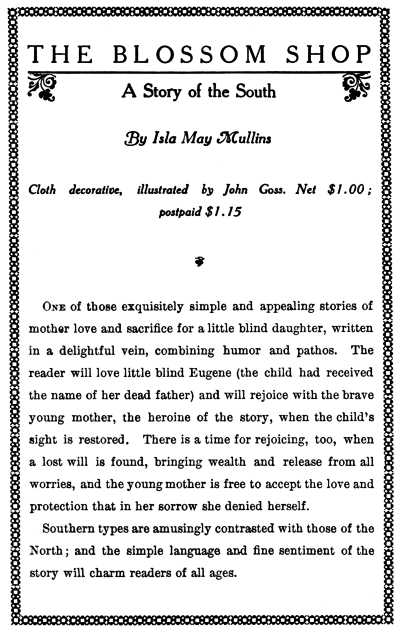 THE BLOSSOM SHOP
A Story of the South
By Isla May Mullins
Cloth decorative, illustrated by John Goss. Net $1.00;
postpaid $1.15
One of those exquisitely simple and appealing stories of
mother love and sacrifice for a little blind daughter, written
in a delightful vein, combining humor and pathos. The
reader will love little blind Eugene (the child had received
the name of her dead father) and will rejoice with the brave
young mother, the heroine of the story, when the child's
sight is restored. There is a time for rejoicing, too, when
a lost will is found, bringing wealth and release from all
worries, and the young mother is free to accept the love and
protection that in her sorrow she denied herself.
Southern types are amusingly contrasted with those of the
North; and the simple language and fine sentiment of the
story will charm readers of all ages.